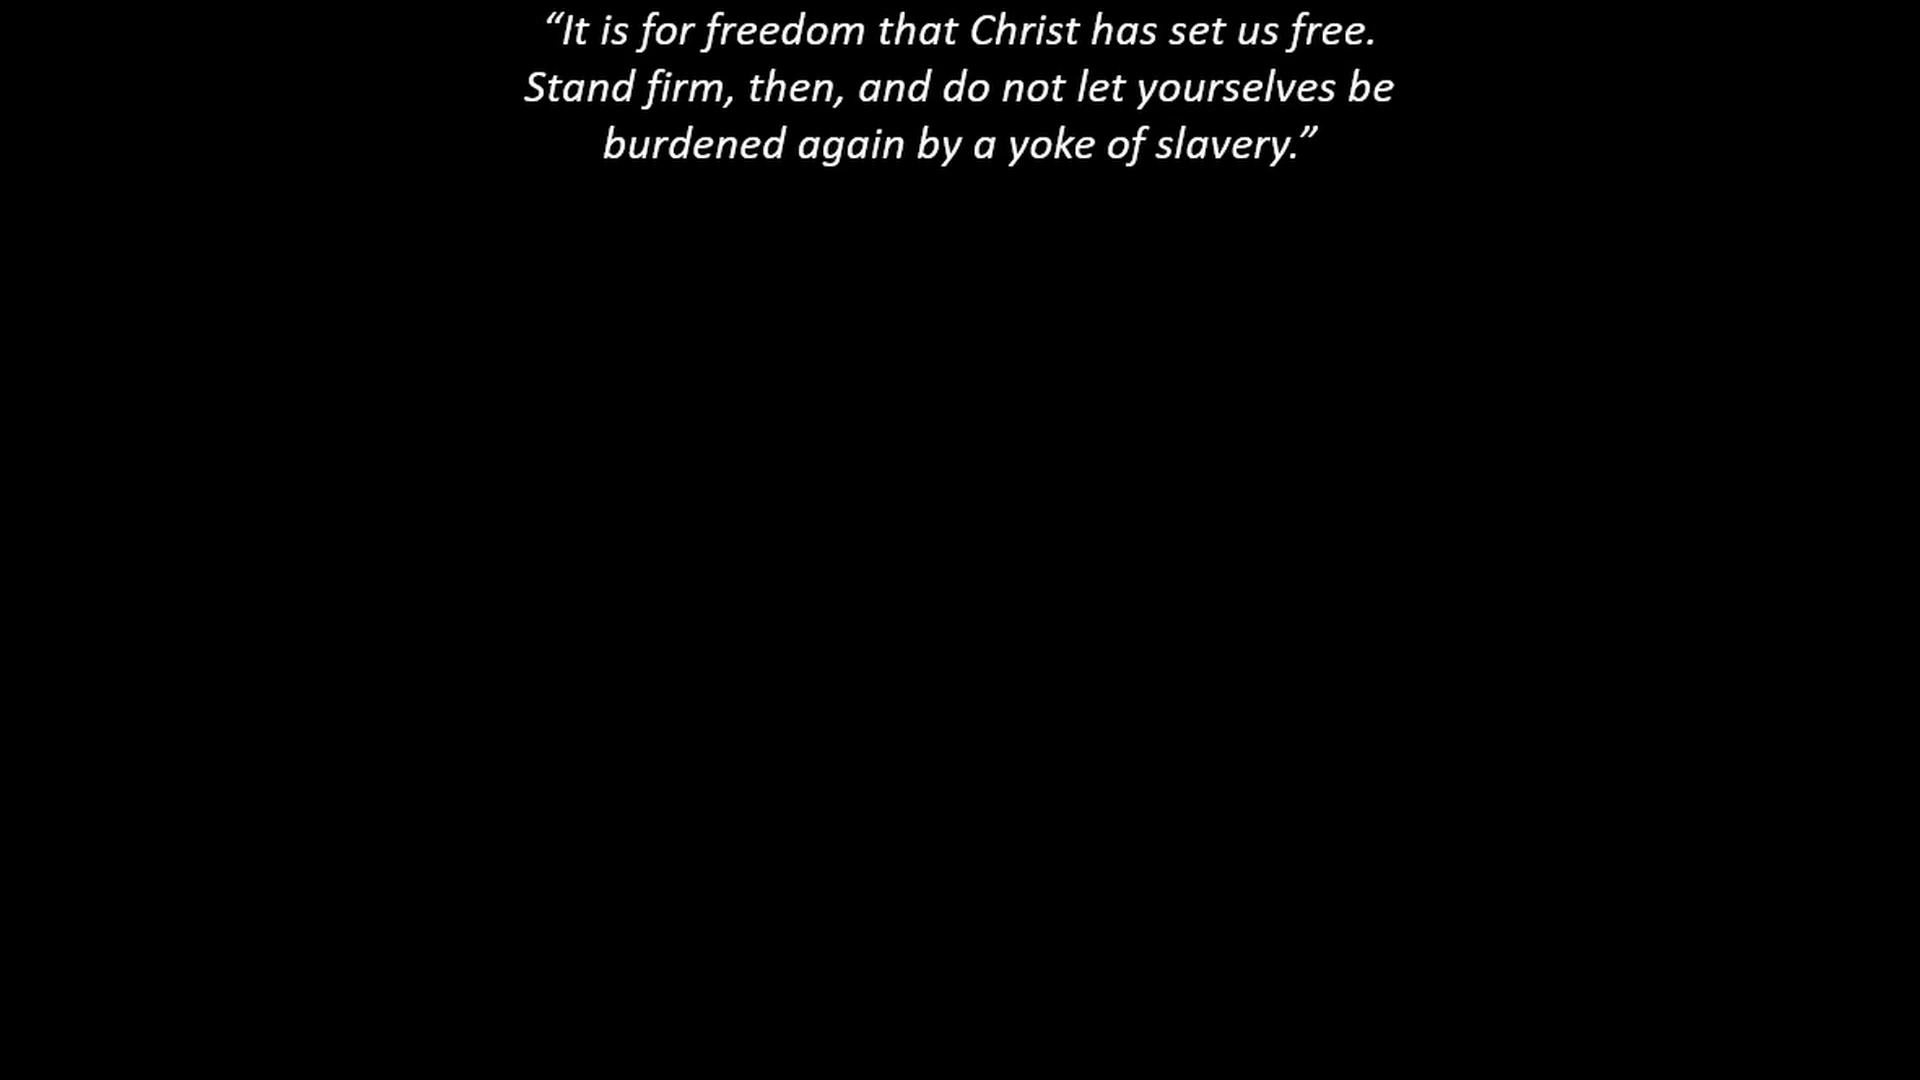 “It is for freedom that Christ has set us free.
Stand firm, then, and do not let yourselves be
burdened again by a yoke of slavery.”